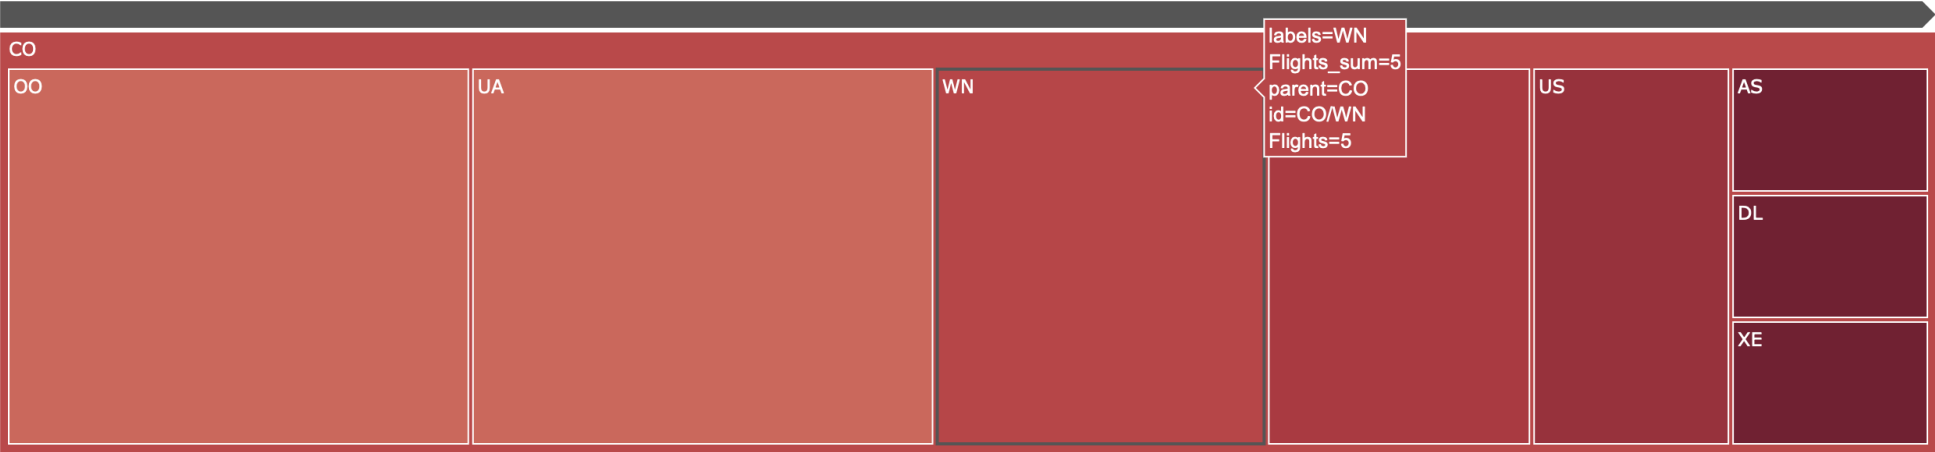 CO
OO
UA
WN
labels=WN
Flights_sum=5
parent=CO
id=CO/WN
Flights=5
US
AS
DL
XE